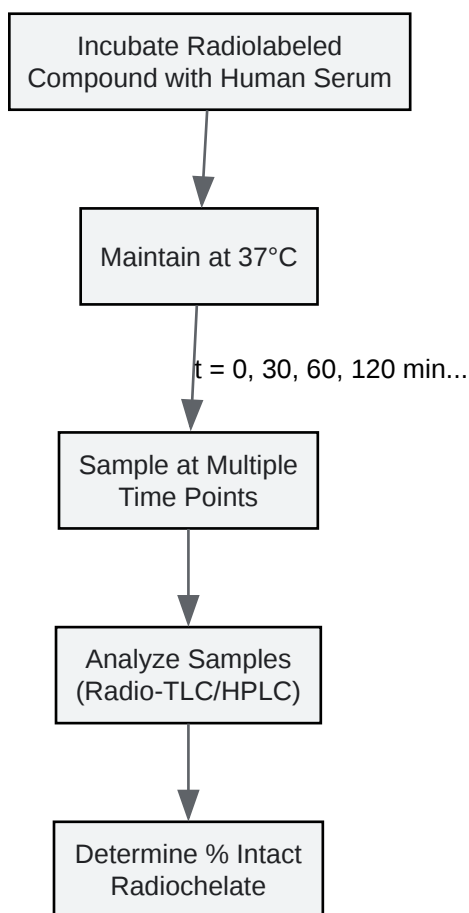 Incubate Radiolabeled
Compound with Human Serum
Maintain at 37°C
t = 0, 30, 60, 120 min...
Sample at Multiple
Time Points
Analyze Samples
(Radio-TLC/HPLC)
Determine % Intact
Radiochelate